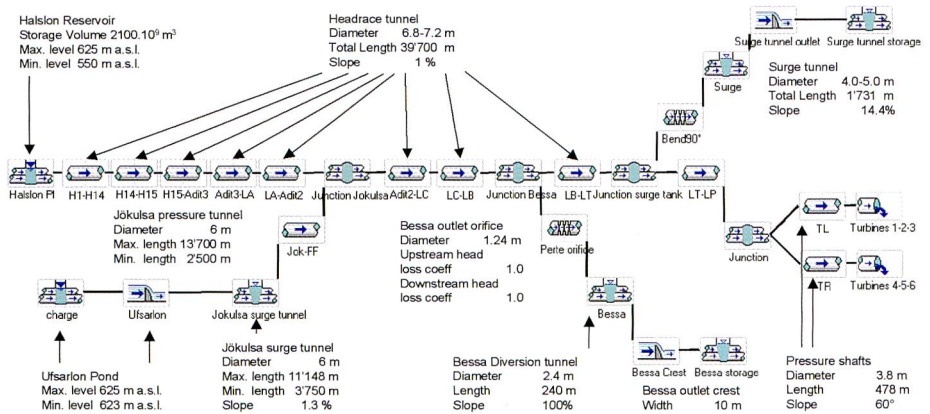 Halslon Reservoir
Storage Volume 2100.10⁹ m³
Max. level 625 m a.s.l.
Min. level 550 m a.s.l.
Headrace tunnel
Diameter 6.8-7.2 m
Total Length 39'700 m
Slope 1 %
Surge tunnel outlet
Surge tunnel storage
Surge
Surge tunnel
Diameter 4.0-5.0 m
Total Length 1'731 m
Slope 14.4%
Bend90°
Halslon PI
H1-H14
H14-H15
H15-Adit3
Adit3-LA
LA-Adit2
Junction Jokulsa
Adit2-LC
LC-LB
Junction Bessa
LB-LT
Junction surge tank
LT-LP
Jökulsa pressure tunnel
Diameter 6 m
Max. length 13'700 m
Min. length 2'500 m
Jok-FF
Bessa outlet orifice
Diameter 1.24 m
Upstream head
loss coeff 1.0
Downstream head
loss coeff 1.0
Perte orifice
Junction
TL
Turbines 1-2-3
TR
Turbines 4-5-6
charge
Ufsarlon
Jokulsa surge tunnel
Bessa
Ufsarlon Pond
Max. level 625 m a.s.l.
Min. level 623 m a.s.l.
Jökulsa surge tunnel
Diameter 6 m
Max. length 11'148 m
Min. length 3'750 m
Slope 1.3 %
Bessa Diversion tunnel
Diameter 2.4 m
Length 240 m
Slope 100%
Bessa Crest
Bessa storage
Bessa outlet crest
Width 10 m
Pressure shafts
Diameter 3.8 m
Length 478 m
Slope 60°